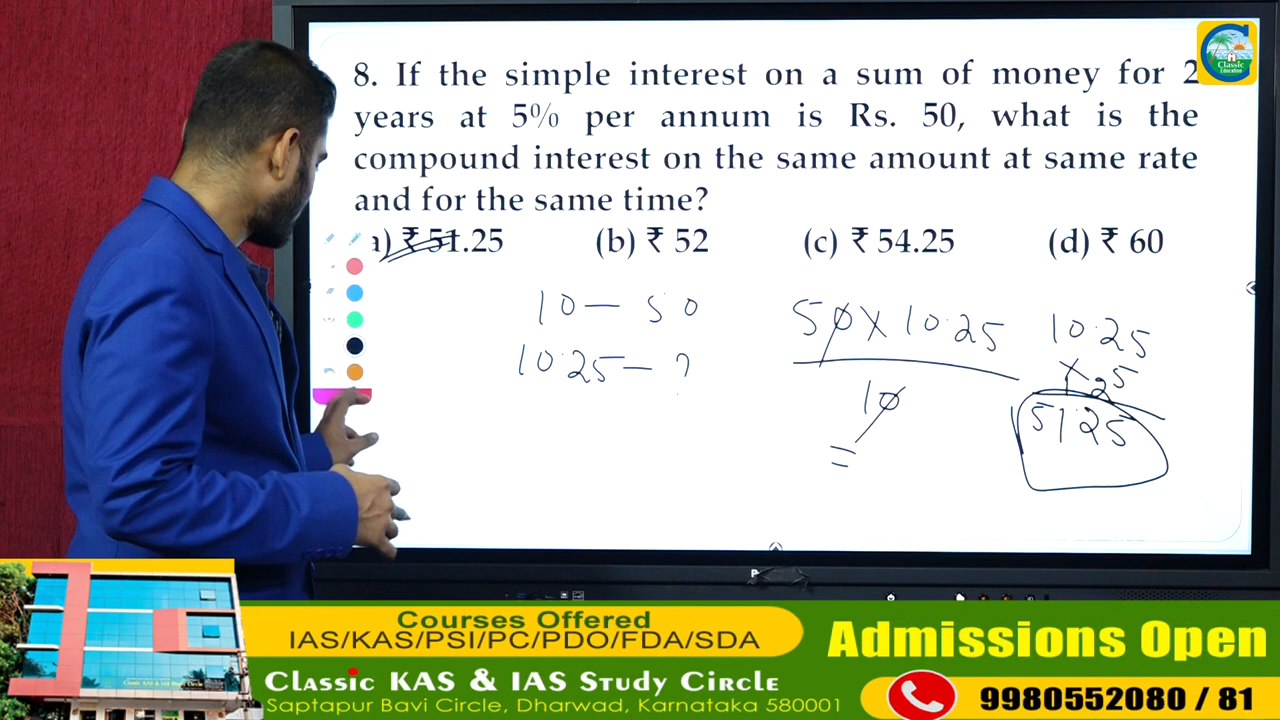 8. If the simple interest on a sum of money for 2
years at 5% per annum is Rs. 50, what is the
compound interest on the same amount at same rate
and for the same time?
a) ₹ 51.25 (b) ₹ 52 (c) ₹ 54.25 (d) ₹ 60
10 — 50
10.25 — ?
50 X 10.25
10
=
10.25
X 5
51.25
Classic
Education
Courses Offered
IAS/KAS/PSI/PC/PDO/FDA/SDA
Classic KAS & IAS Study Circle
Saptapur Bavi Circle, Dharwad, Karnataka 580001
Admissions Open
9980552080 / 81